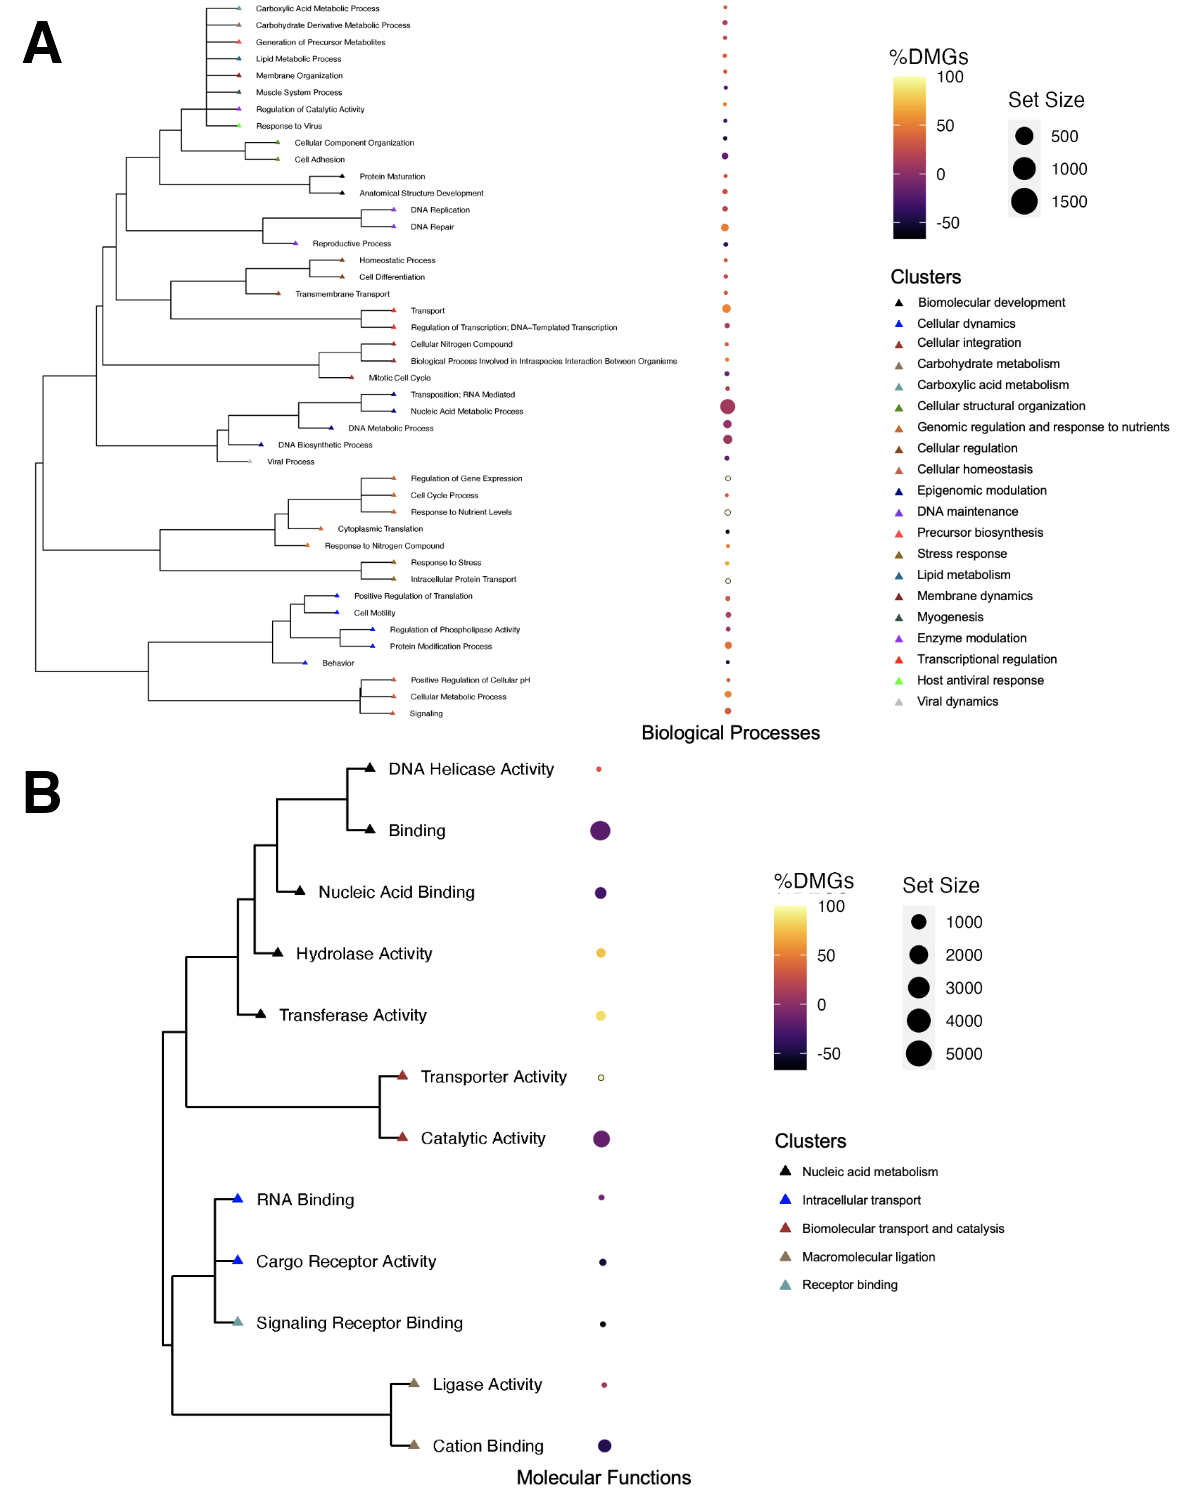 A
Carboxylic Acid Metabolic Process
Carbohydrate Derivative Metabolic Process
Generation of Precursor Metabolites
Lipid Metabolic Process
Membrane Organization
Muscle System Process
Regulation of Catalytic Activity
Response to Virus
Cellular Component Organization
Cell Adhesion
Protein Maturation
Anatomical Structure Development
DNA Replication
DNA Repair
Reproductive Process
Homeostatic Process
Cell Differentiation
Transmembrane Transport
Transport
Regulation of Transcription; DNA–Templated Transcription
Cellular Nitrogen Compound
Biological Process Involved in Intraspecies Interaction Between Organisms
Mitotic Cell Cycle
Transposition; RNA Mediated
Nucleic Acid Metabolic Process
DNA Metabolic Process
DNA Biosynthetic Process
Viral Process
Regulation of Gene Expression
Cell Cycle Process
Response to Nutrient Levels
Cytoplasmic Translation
Response to Nitrogen Compound
Response to Stress
Intracellular Protein Transport
Positive Regulation of Translation
Cell Motility
Regulation of Phospholipase Activity
Protein Modification Process
Behavior
Positive Regulation of Cellular pH
Cellular Metabolic Process
Signaling
Biological Processes
%DMGs
100
50
0
-50
Set Size
500
1000
1500
Clusters
Biomolecular development
Cellular dynamics
Cellular integration
Carbohydrate metabolism
Carboxylic acid metabolism
Cellular structural organization
Genomic regulation and response to nutrients
Cellular regulation
Cellular homeostasis
Epigenomic modulation
DNA maintenance
Precursor biosynthesis
Stress response
Lipid metabolism
Membrane dynamics
Myogenesis
Enzyme modulation
Transcriptional regulation
Host antiviral response
Viral dynamics
B
DNA Helicase Activity
Binding
Nucleic Acid Binding
Hydrolase Activity
Transferase Activity
Transporter Activity
Catalytic Activity
RNA Binding
Cargo Receptor Activity
Signaling Receptor Binding
Ligase Activity
Cation Binding
Molecular Functions
%DMGs
100
50
0
-50
Set Size
1000
2000
3000
4000
5000
Clusters
Nucleic acid metabolism
Intracellular transport
Biomolecular transport and catalysis
Macromolecular ligation
Receptor binding